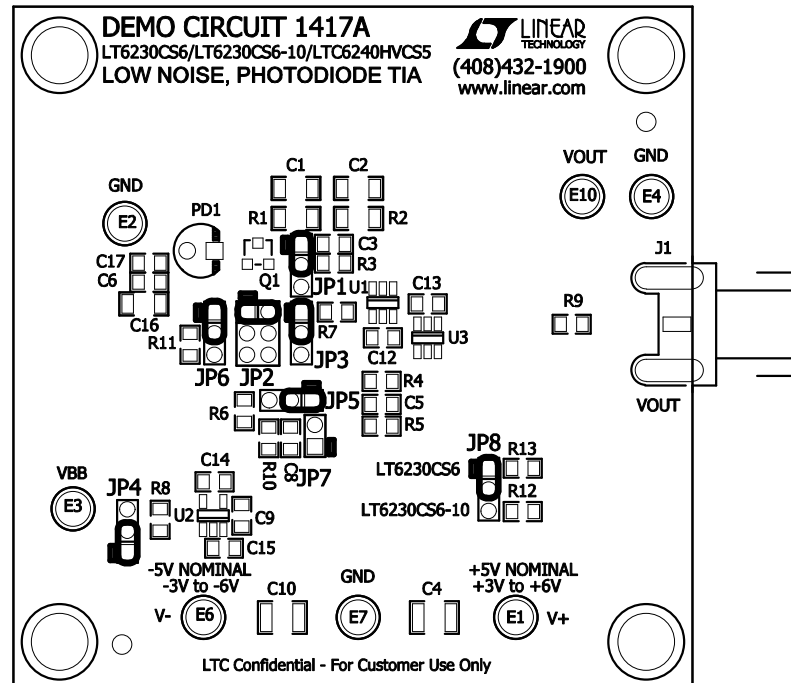 DEMO CIRCUIT 1417A
LT6230CS6/LT6230CS6-10/LTC6240HVCS5
LOW NOISE, PHOTODIODE TIA
LINEAR
TECHNOLOGY
(408)432-1900
www.linear.com
VOUT
GND
E10
E4
GND
E2
PD1
C1
C2
R1
R2
C3
R3
Q1
JP1
U1
C13
J1
C17
C6
C16
R11
R7
R9
U3
JP6
JP2
JP3
C12
R4
C5
R5
R6
JP5
VOUT
R10
C8
JP7
JP8
LT6230CS6
R13
LT6230CS6-10
R12
VBB
E3
JP4
R8
C14
U2
C9
C15
-5V NOMINAL
-3V to -6V
GND
+5V NOMINAL
+3V to +6V
C10
C4
V-
E6
E7
E1
V+
LTC Confidential - For Customer Use Only